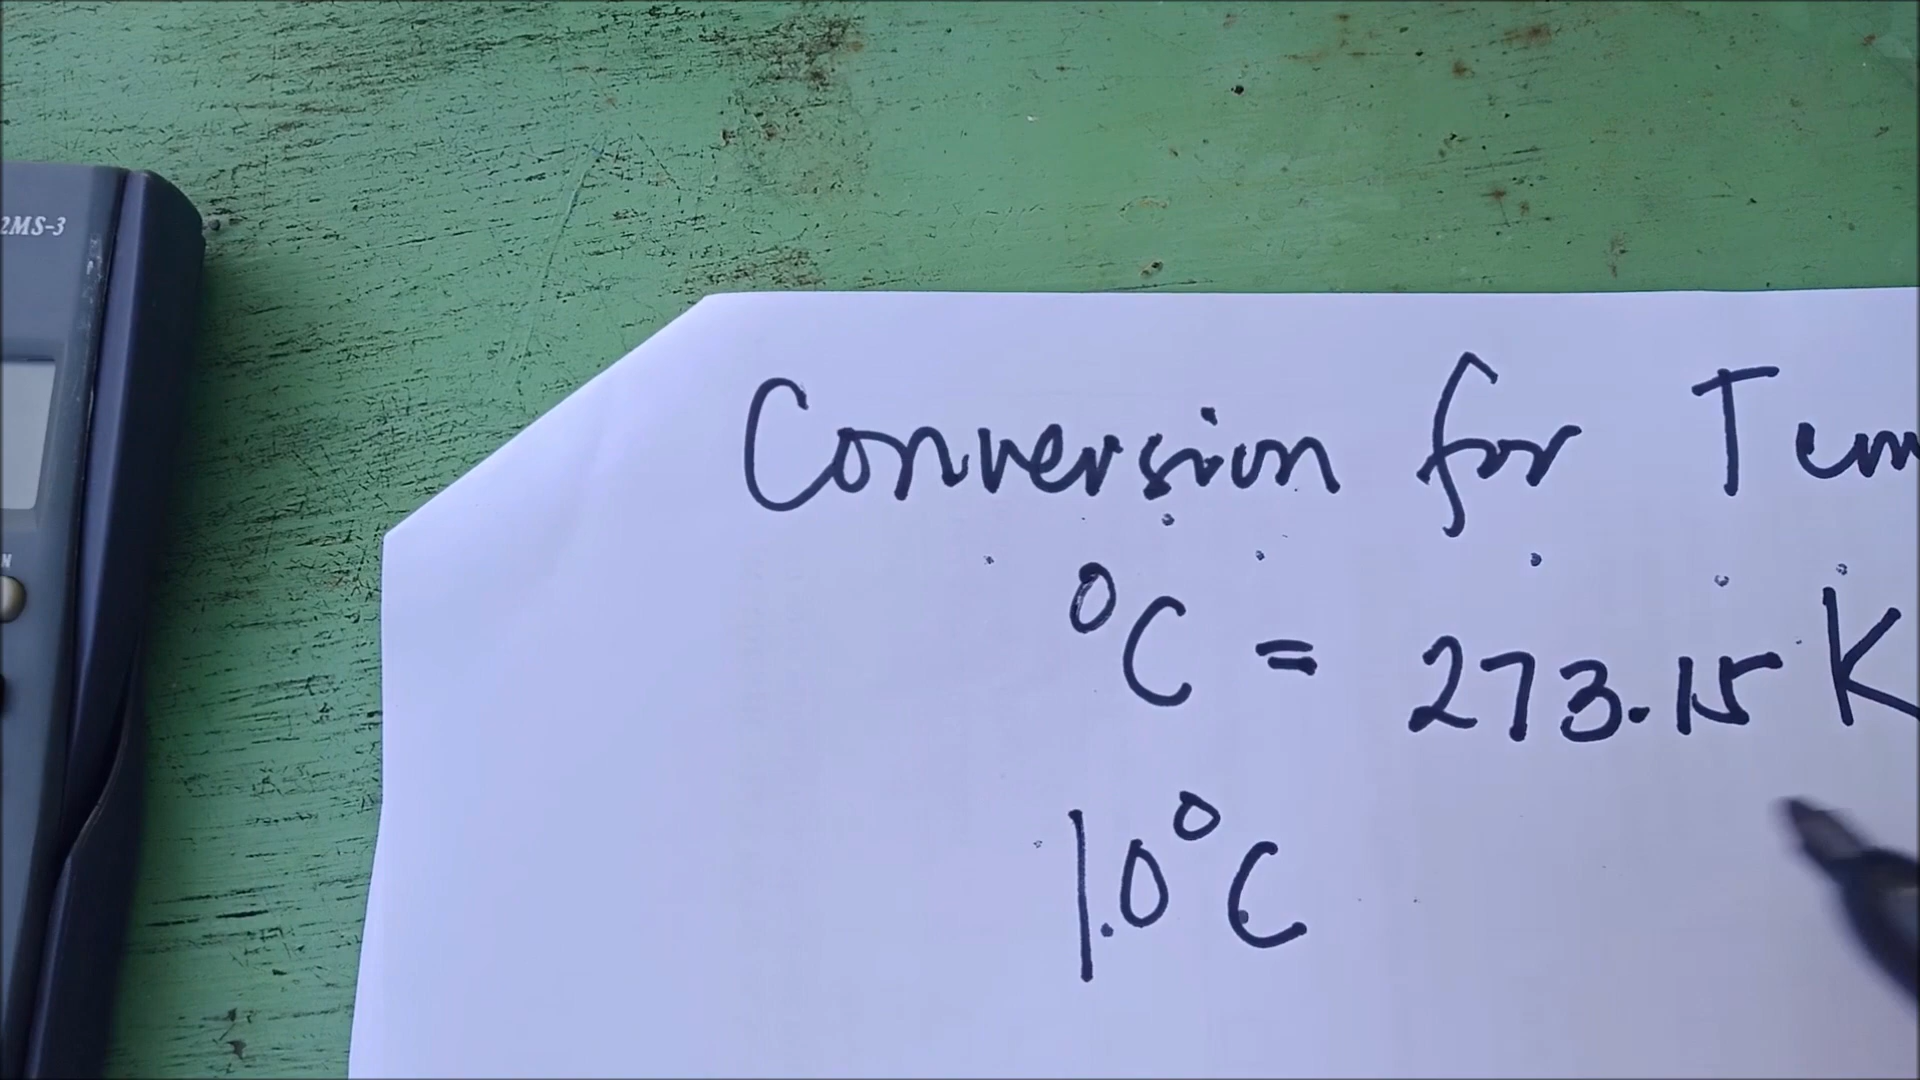 2MS-3
Conversion for Tem
°C = 273.15 K
1.0°C
N